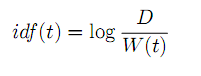 idf(t) = log D / W(t)